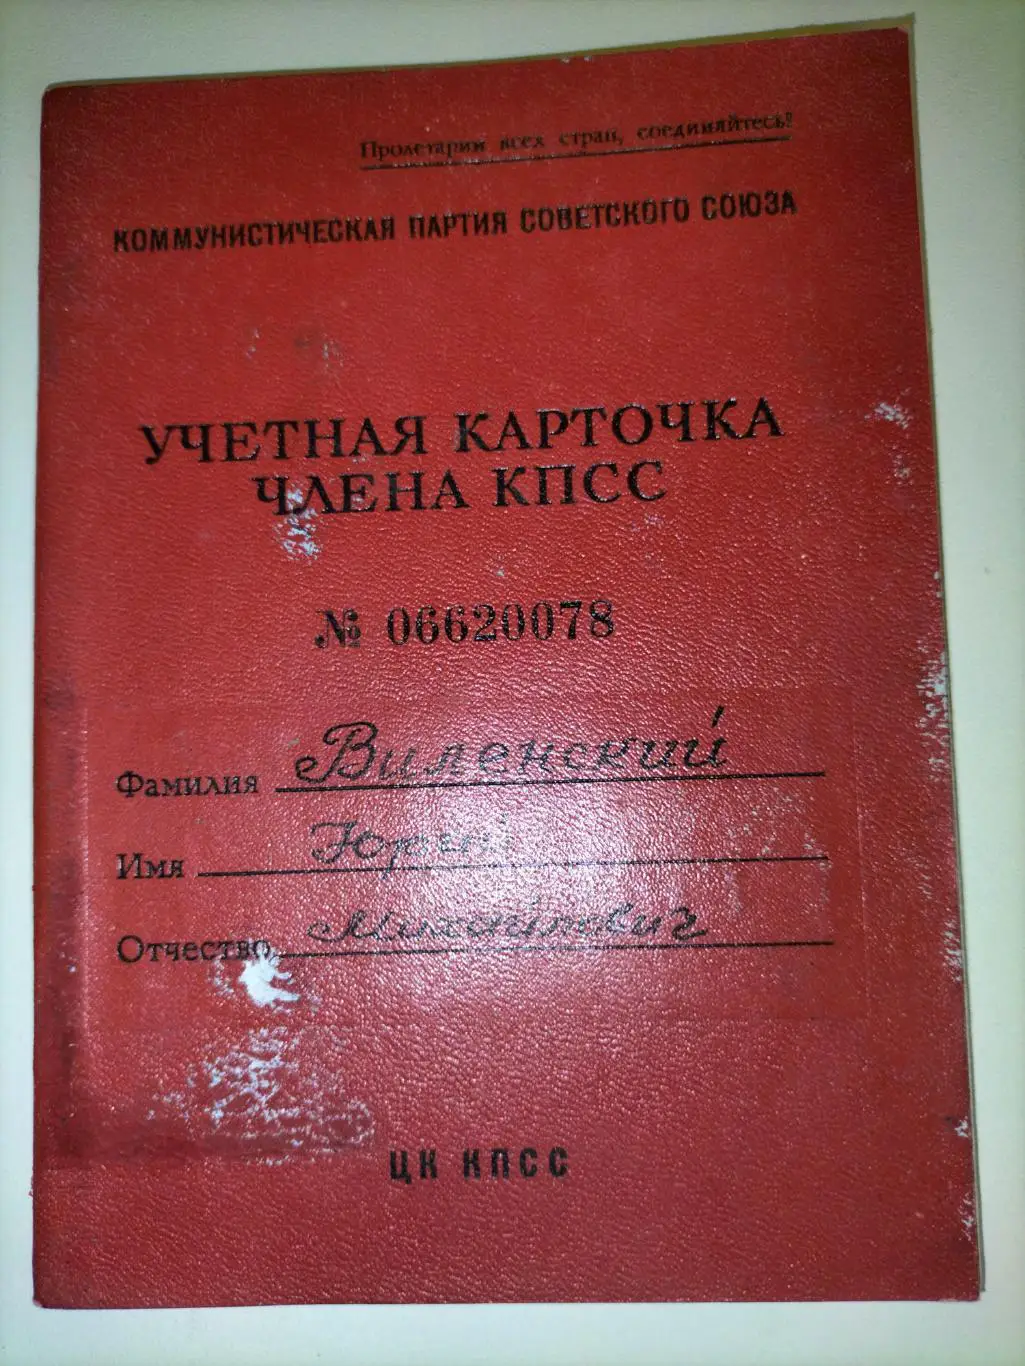 Пролетарии всех стран, соединяйтесь!
КОММУНИСТИЧЕСКАЯ ПАРТИЯ СОВЕТСКОГО СОЮЗА
УЧЕТНАЯ КАРТОЧКА
ЧЛЕНА КПСС
№ 06620078
Фамилия Виленский
Имя Юрий
Отчество Михайлович
ЦК КПСС